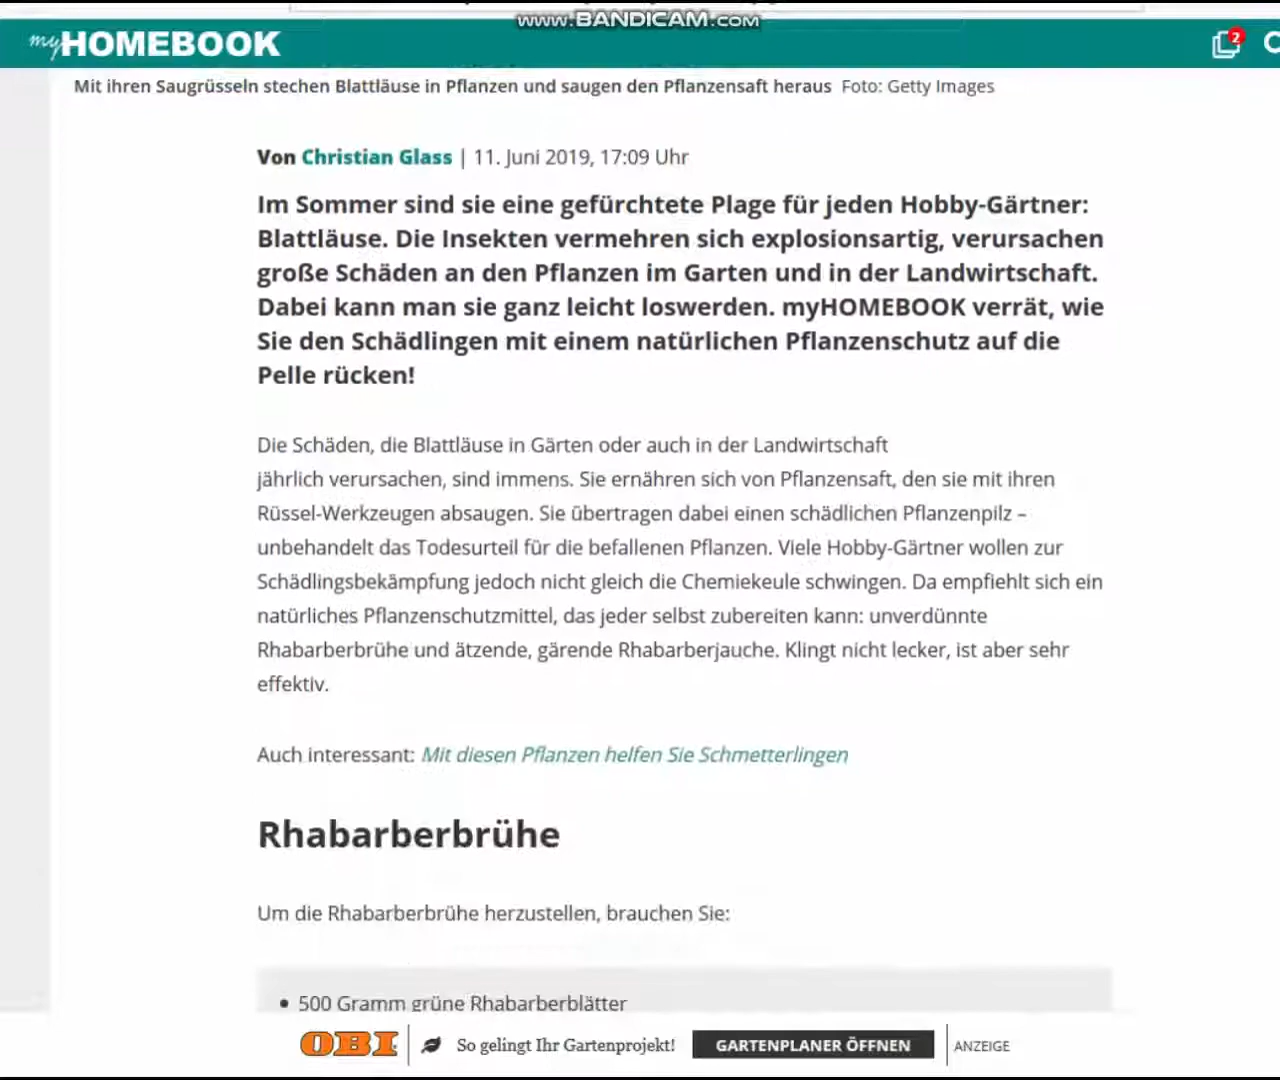 www.BANDICAM.com
myHOMEBOOK
2
Mit ihren Saugrüsseln stechen Blattläuse in Pflanzen und saugen den Pflanzensaft heraus Foto: Getty Images
Von Christian Glass | 11. Juni 2019, 17:09 Uhr
Im Sommer sind sie eine gefürchtete Plage für jeden Hobby-Gärtner:
Blattläuse. Die Insekten vermehren sich explosionsartig, verursachen
große Schäden an den Pflanzen im Garten und in der Landwirtschaft.
Dabei kann man sie ganz leicht loswerden. myHOMEBOOK verrät, wie
Sie den Schädlingen mit einem natürlichen Pflanzenschutz auf die
Pelle rücken!
Die Schäden, die Blattläuse in Gärten oder auch in der Landwirtschaft
jährlich verursachen, sind immens. Sie ernähren sich von Pflanzensaft, den sie mit ihren
Rüssel-Werkzeugen absaugen. Sie übertragen dabei einen schädlichen Pflanzenpilz –
unbehandelt das Todesurteil für die befallenen Pflanzen. Viele Hobby-Gärtner wollen zur
Schädlingsbekämpfung jedoch nicht gleich die Chemiekeule schwingen. Da empfiehlt sich ein
natürliches Pflanzenschutzmittel, das jeder selbst zubereiten kann: unverdünnte
Rhabarberbrühe und ätzende, gärende Rhabarberjauche. Klingt nicht lecker, ist aber sehr
effektiv.
Auch interessant: Mit diesen Pflanzen helfen Sie Schmetterlingen
Rhabarberbrühe
Um die Rhabarberbrühe herzustellen, brauchen Sie:
• 500 Gramm grüne Rhabarberblätter
OBI So gelingt Ihr Gartenprojekt! GARTENPLANER ÖFFNEN ANZEIGE